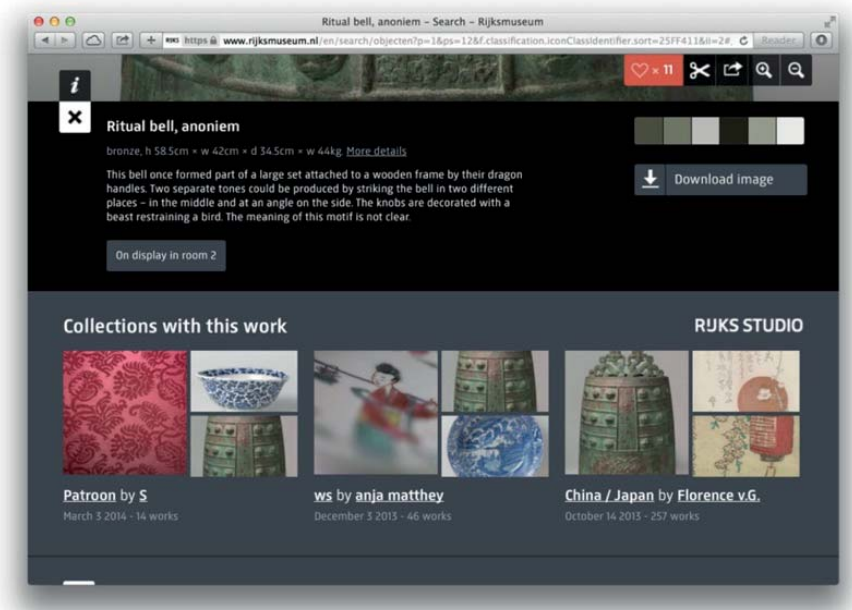 Ritual bell, anoniem – Search – Rijksmuseum
RIJKS https www.rijksmuseum.nl/en/search/objecten?p=1&ps=12&f.classification.iconClassIdentifier.sort=25FF411&ii=2# Reader
i
× 11
Ritual bell, anoniem
bronze, h 58.5cm × w 42cm × d 34.5cm × w 44kg. More details
This bell once formed part of a large set attached to a wooden frame by their dragon
handles. Two separate tones could be produced by striking the bell in two different
places – in the middle and at an angle on the side. The knobs are decorated with a
beast restraining a bird. The meaning of this motif is not clear.
Download image
On display in room 2
Collections with this work
RIJKS STUDIO
Patroon by S
March 3 2014 - 14 works
ws by anja matthey
December 3 2013 - 46 works
China / Japan by Florence v.G.
October 14 2013 - 257 works